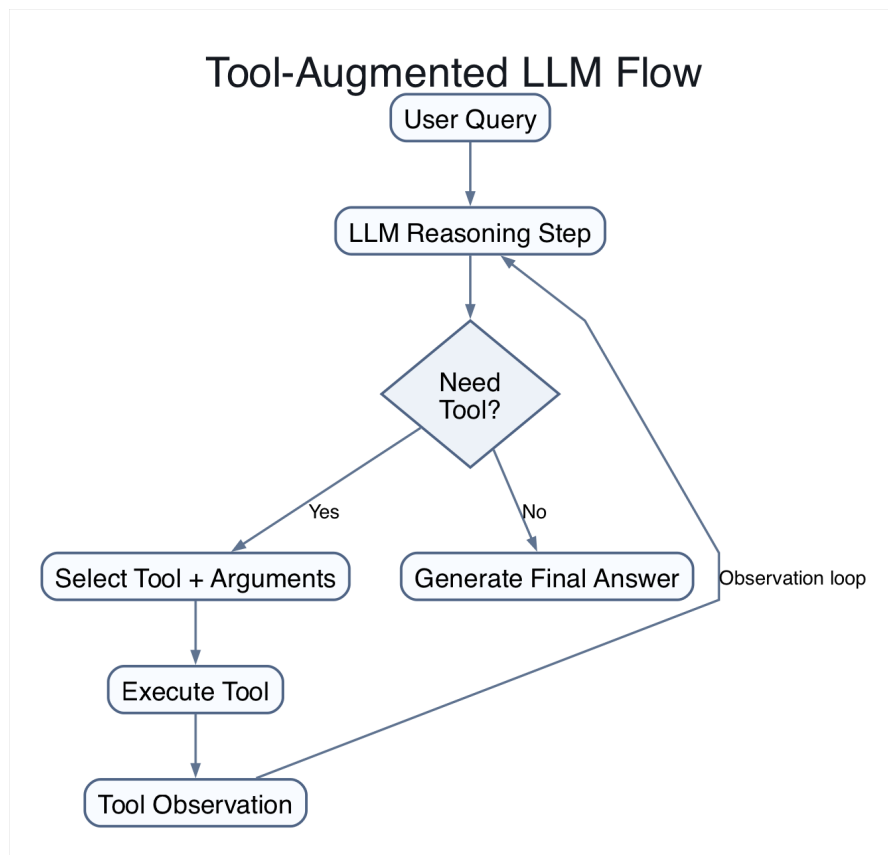 Tool-Augmented LLM Flow
User Query
LLM Reasoning Step
Need
Tool?
Yes
No
Select Tool + Arguments
Generate Final Answer
Observation loop
Execute Tool
Tool Observation